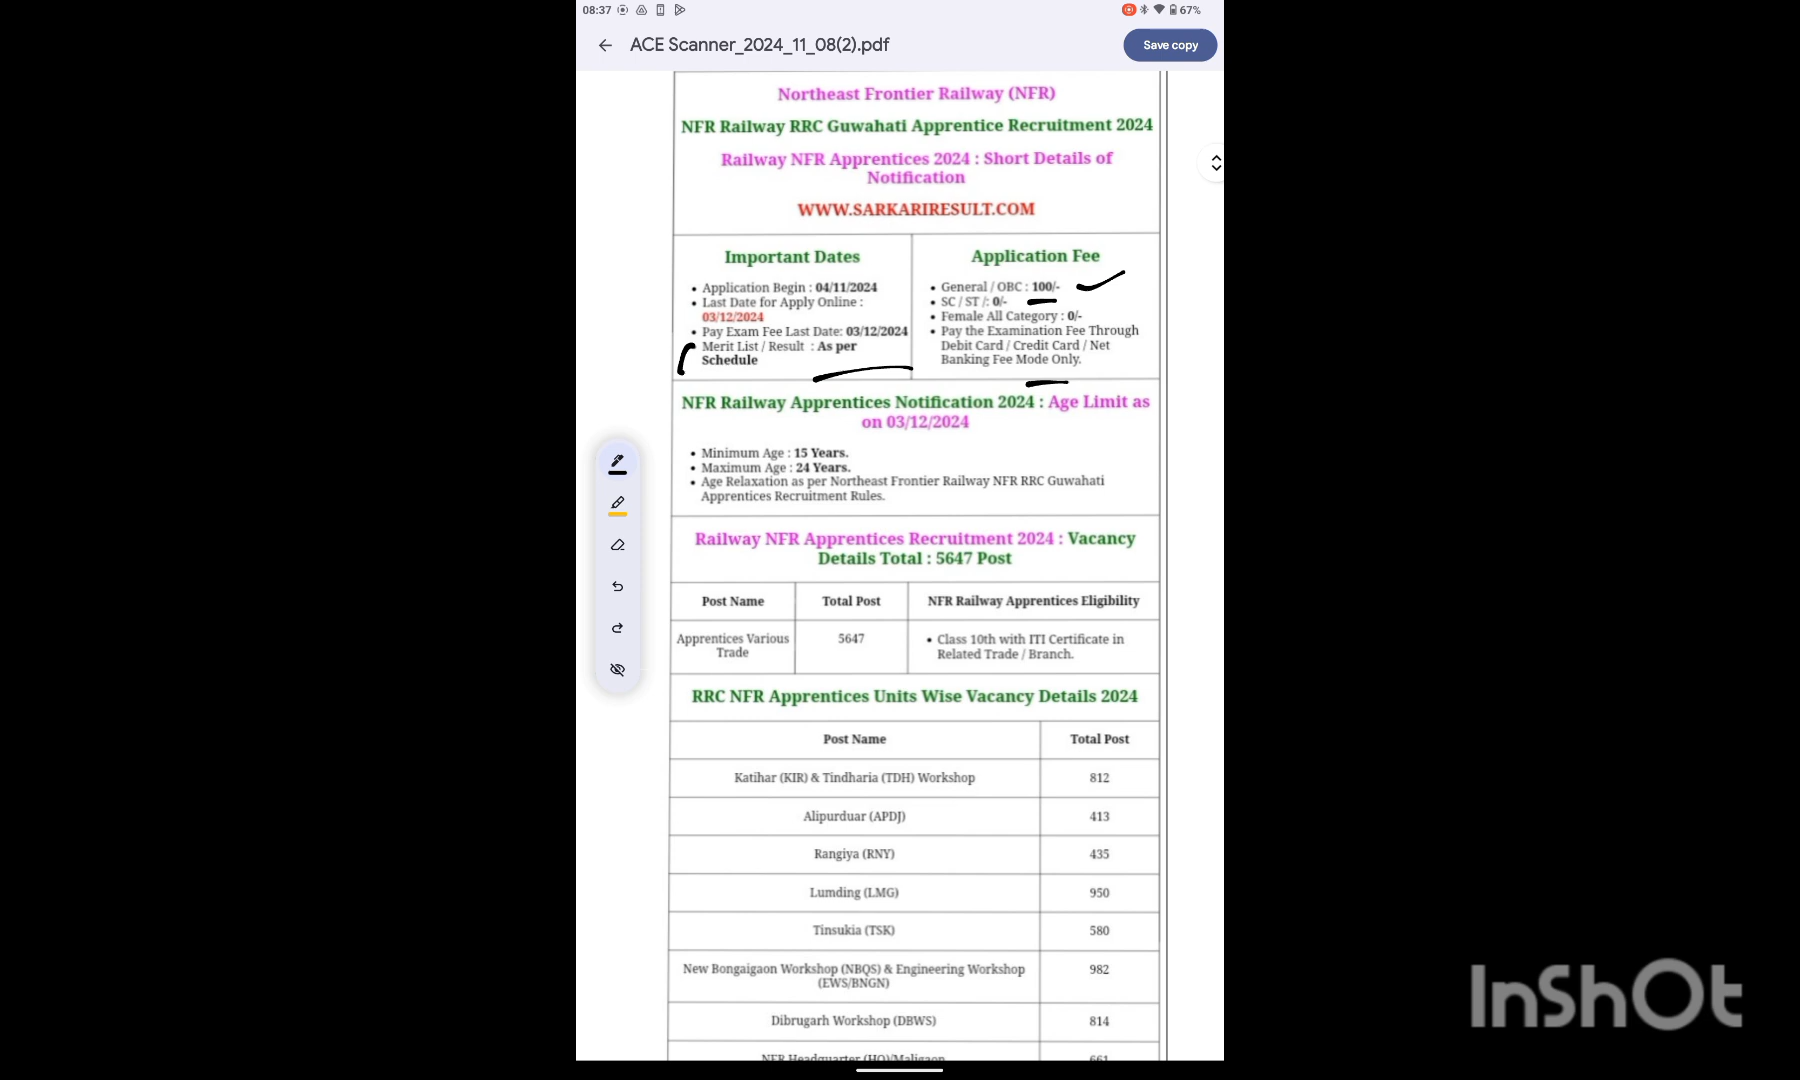 08:37
67%
ACE Scanner_2024_11_08(2).pdf
Save copy
Northeast Frontier Railway (NFR)
NFR Railway RRC Guwahati Apprentice Recruitment 2024
Railway NFR Apprentices 2024 : Short Details of
Notification
WWW.SARKARIRESULT.COM
Important Dates
• Application Begin : 04/11/2024
• Last Date for Apply Online :
03/12/2024
• Pay Exam Fee Last Date: 03/12/2024
Merit List / Result : As per
Schedule
Application Fee
• General / OBC : 100/-
• SC / ST /: 0/-
• Female All Category : 0/-
• Pay the Examination Fee Through
Debit Card / Credit Card / Net
Banking Fee Mode Only.
NFR Railway Apprentices Notification 2024 : Age Limit as
on 03/12/2024
• Minimum Age : 15 Years.
• Maximum Age : 24 Years.
• Age Relaxation as per Northeast Frontier Railway NFR RRC Guwahati
Apprentices Recruitment Rules.
Railway NFR Apprentices Recruitment 2024 : Vacancy
Details Total : 5647 Post
Post Name Total Post NFR Railway Apprentices Eligibility
Apprentices Various 5647 • Class 10th with ITI Certificate in
Trade Related Trade / Branch.
RRC NFR Apprentices Units Wise Vacancy Details 2024
Post Name Total Post
Katihar (KIR) & Tindharia (TDH) Workshop 812
Alipurduar (APDJ) 413
Rangiya (RNY) 435
Lumding (LMG) 950
Tinsukia (TSK) 580
New Bongaigaon Workshop (NBQS) & Engineering Workshop 982
(EWS/BNGN)
Dibrugarh Workshop (DBWS) 814
NFR Headquarter (HQ)/Maligaon 661
InShOt